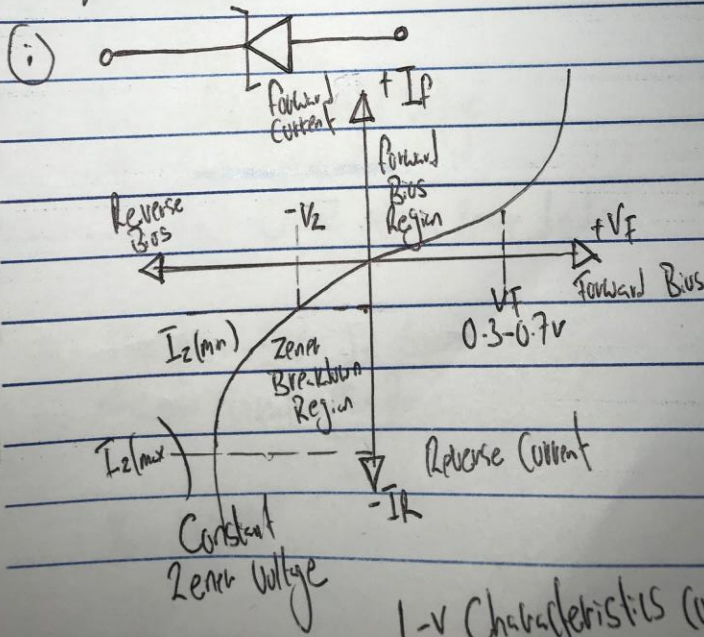 i
Forward
Current
+ If
Forward
Bias
Region
Reverse
Bias
-Vz
+VF
Forward Bias
VF
0.3-0.7v
Iz(min)
Zener
Breakdown
Region
Iz(max)
Reverse Current
-IR
Constant
Zener Voltage
I-V Characteristics